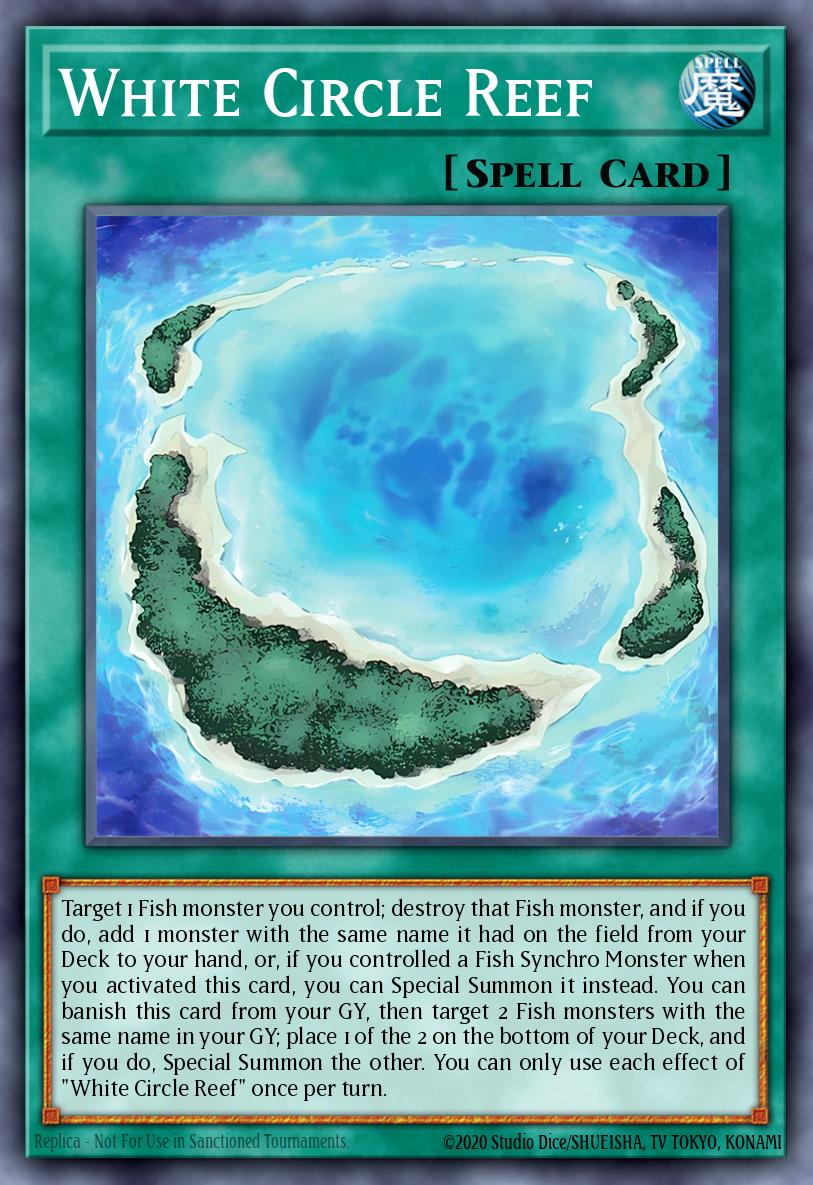 White Circle Reef
SPELL
魔
[ Spell Card ]
Target 1 Fish monster you control; destroy that Fish monster, and if you
do, add 1 monster with the same name it had on the field from your
Deck to your hand, or, if you controlled a Fish Synchro Monster when
you activated this card, you can Special Summon it instead. You can
banish this card from your GY, then target 2 Fish monsters with the
same name in your GY; place 1 of the 2 on the bottom of your Deck, and
if you do, Special Summon the other. You can only use each effect of
"White Circle Reef" once per turn.
Replica - Not For Use in Sanctioned Tournaments.
©2020 Studio Dice/SHUEISHA, TV TOKYO, KONAMI